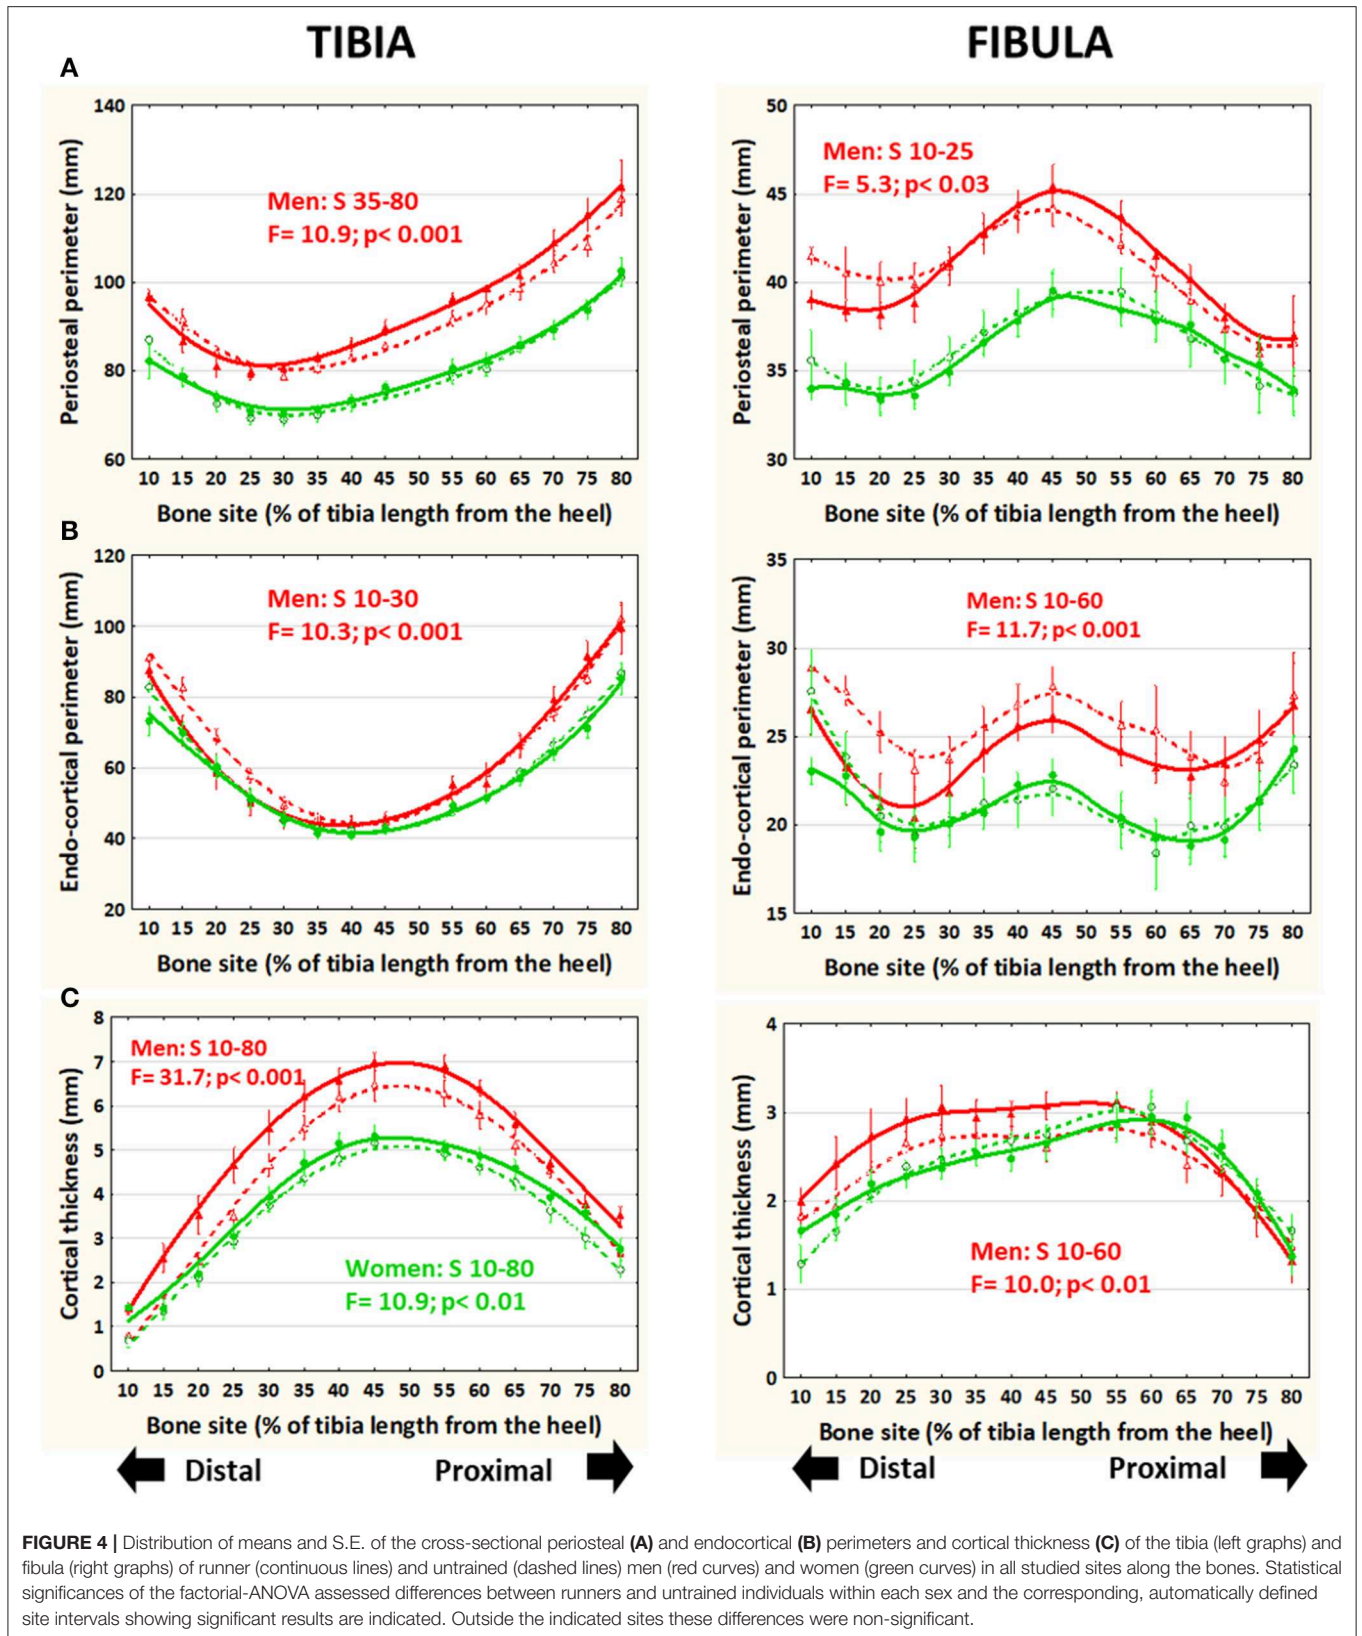 TIBIA
FIBULA
A
140
120
100
80
60
Periosteal perimeter (mm)
Men: S 35-80
F= 10.9; p< 0.001
10 15 20 25 30 35 40 45 55 60 65 70 75 80
Bone site (% of tibia length from the heel)
50
45
40
35
30
Periosteal perimeter (mm)
Men: S 10-25
F= 5.3; p< 0.03
10 15 20 25 30 35 40 45 55 60 65 70 75 80
Bone site (% of tibia length from the heel)
B
120
100
80
60
40
20
Endo-cortical perimeter (mm)
Men: S 10-30
F= 10.3; p< 0.001
10 15 20 25 30 35 40 45 55 60 65 70 75 80
Bone site (% of tibia length from the heel)
35
30
25
20
15
Endo-cortical perimeter (mm)
Men: S 10-60
F= 11.7; p< 0.001
10 15 20 25 30 35 40 45 55 60 65 70 75 80
Bone site (% of tibia length from the heel)
C
8
7
6
5
4
3
2
1
0
Cortical thickness (mm)
Men: S 10-80
F= 31.7; p< 0.001
Women: S 10-80
F= 10.9; p< 0.01
10 15 20 25 30 35 40 45 55 60 65 70 75 80
Bone site (% of tibia length from the heel)
Distal
Proximal
4
3
2
1
0
Cortical thickness (mm)
Men: S 10-60
F= 10.0; p< 0.01
10 15 20 25 30 35 40 45 55 60 65 70 75 80
Bone site (% of tibia length from the heel)
Distal
Proximal
FIGURE 4 | Distribution of means and S.E. of the cross-sectional periosteal (A) and endocortical (B) perimeters and cortical thickness (C) of the tibia (left graphs) and
fibula (right graphs) of runner (continuous lines) and untrained (dashed lines) men (red curves) and women (green curves) in all studied sites along the bones. Statistical
significances of the factorial-ANOVA assessed differences between runners and untrained individuals within each sex and the corresponding, automatically defined
site intervals showing significant results are indicated. Outside the indicated sites these differences were non-significant.